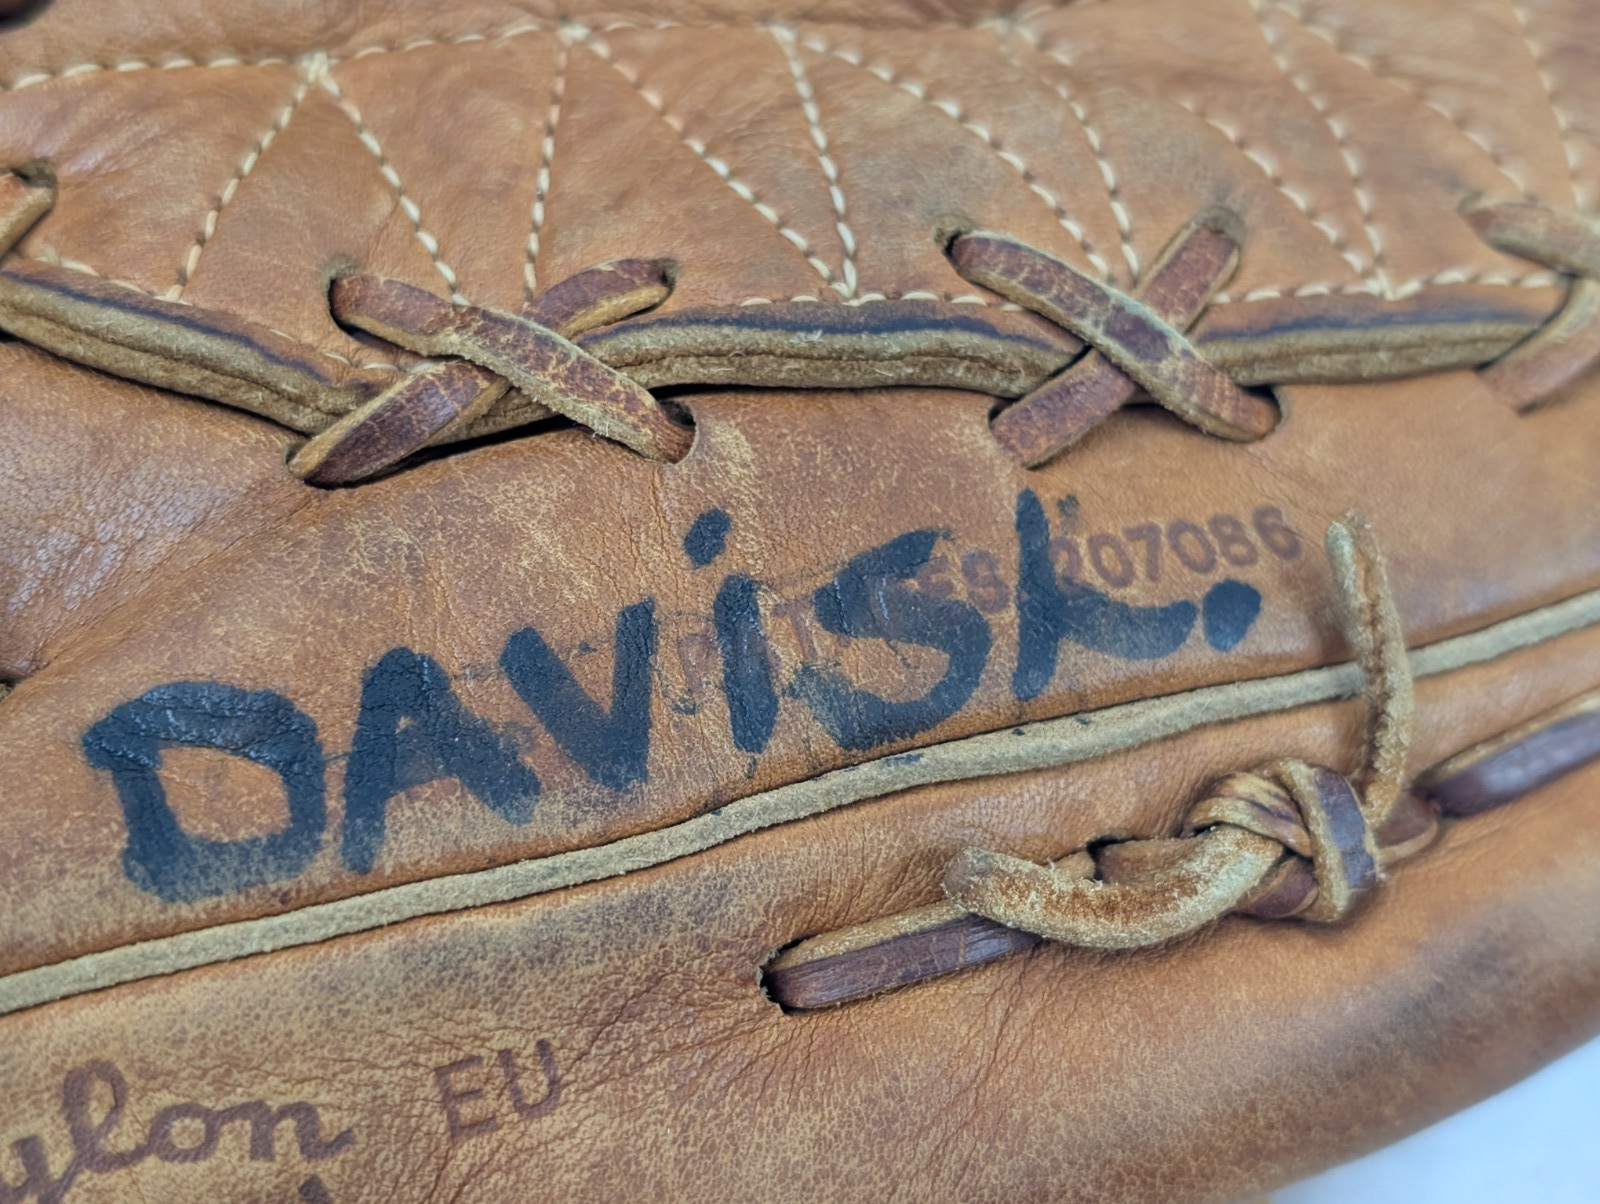 DAViS L.
207086
ylon EU